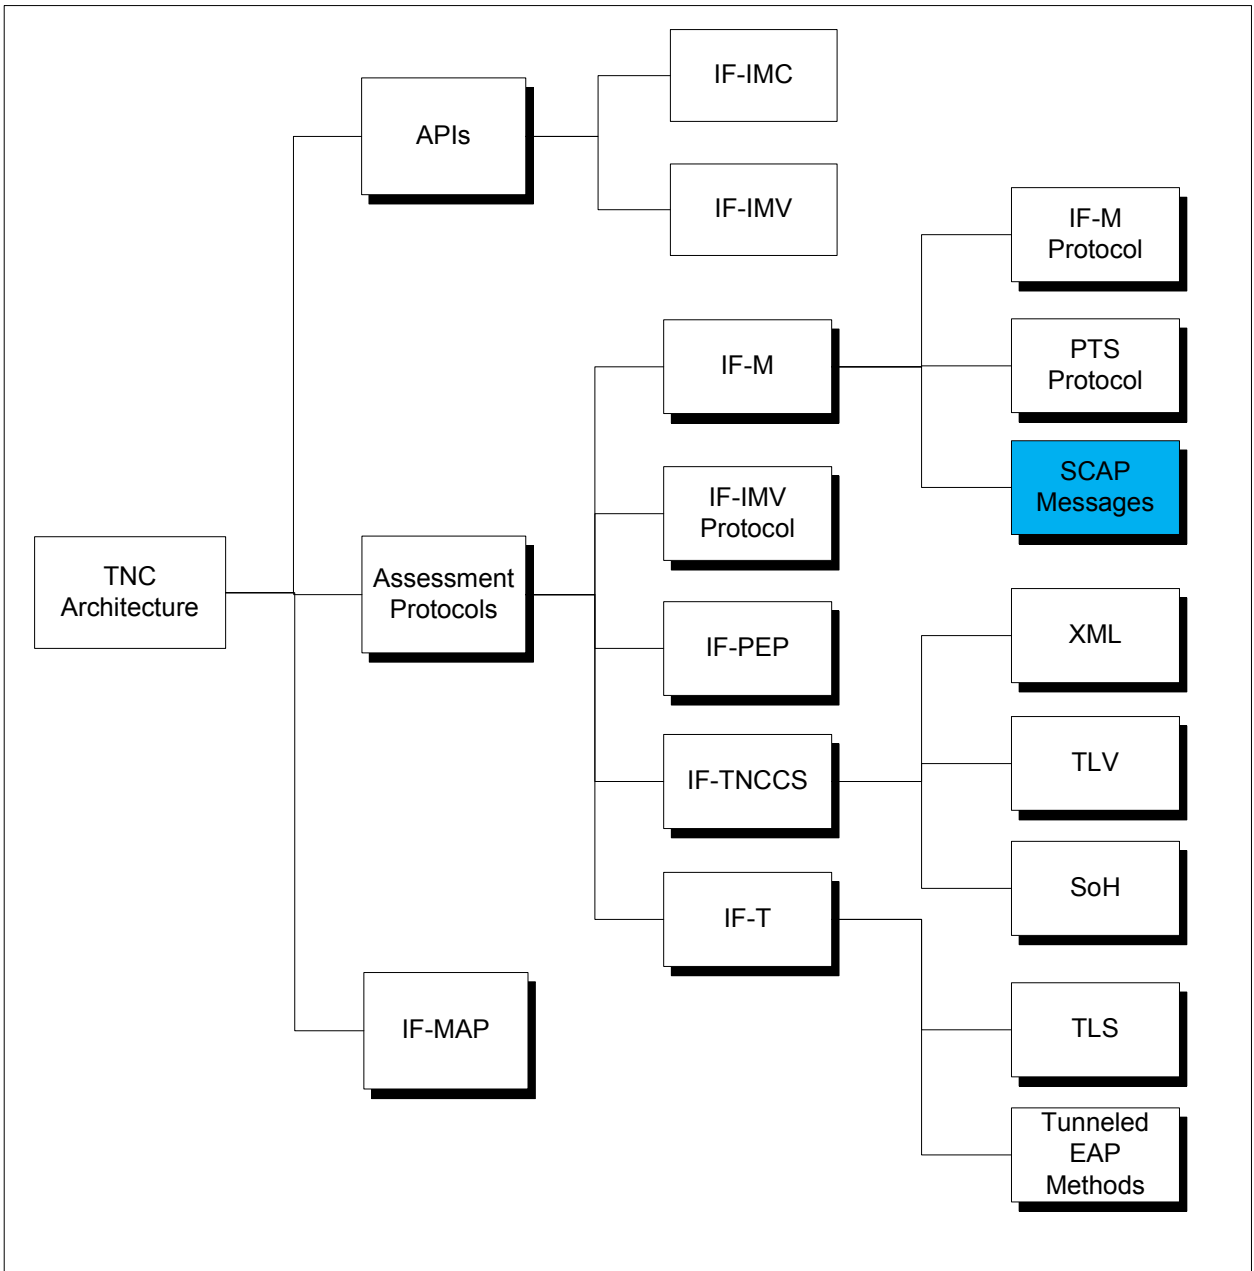 IF-IMC
APIs
IF-IMV
IF-M
Protocol
IF-M
PTS
Protocol
SCAP
Messages
IF-IMV
Protocol
TNC
Architecture
Assessment
Protocols
IF-PEP
XML
IF-TNCCS
TLV
SoH
IF-T
IF-MAP
TLS
Tunneled
EAP
Methods